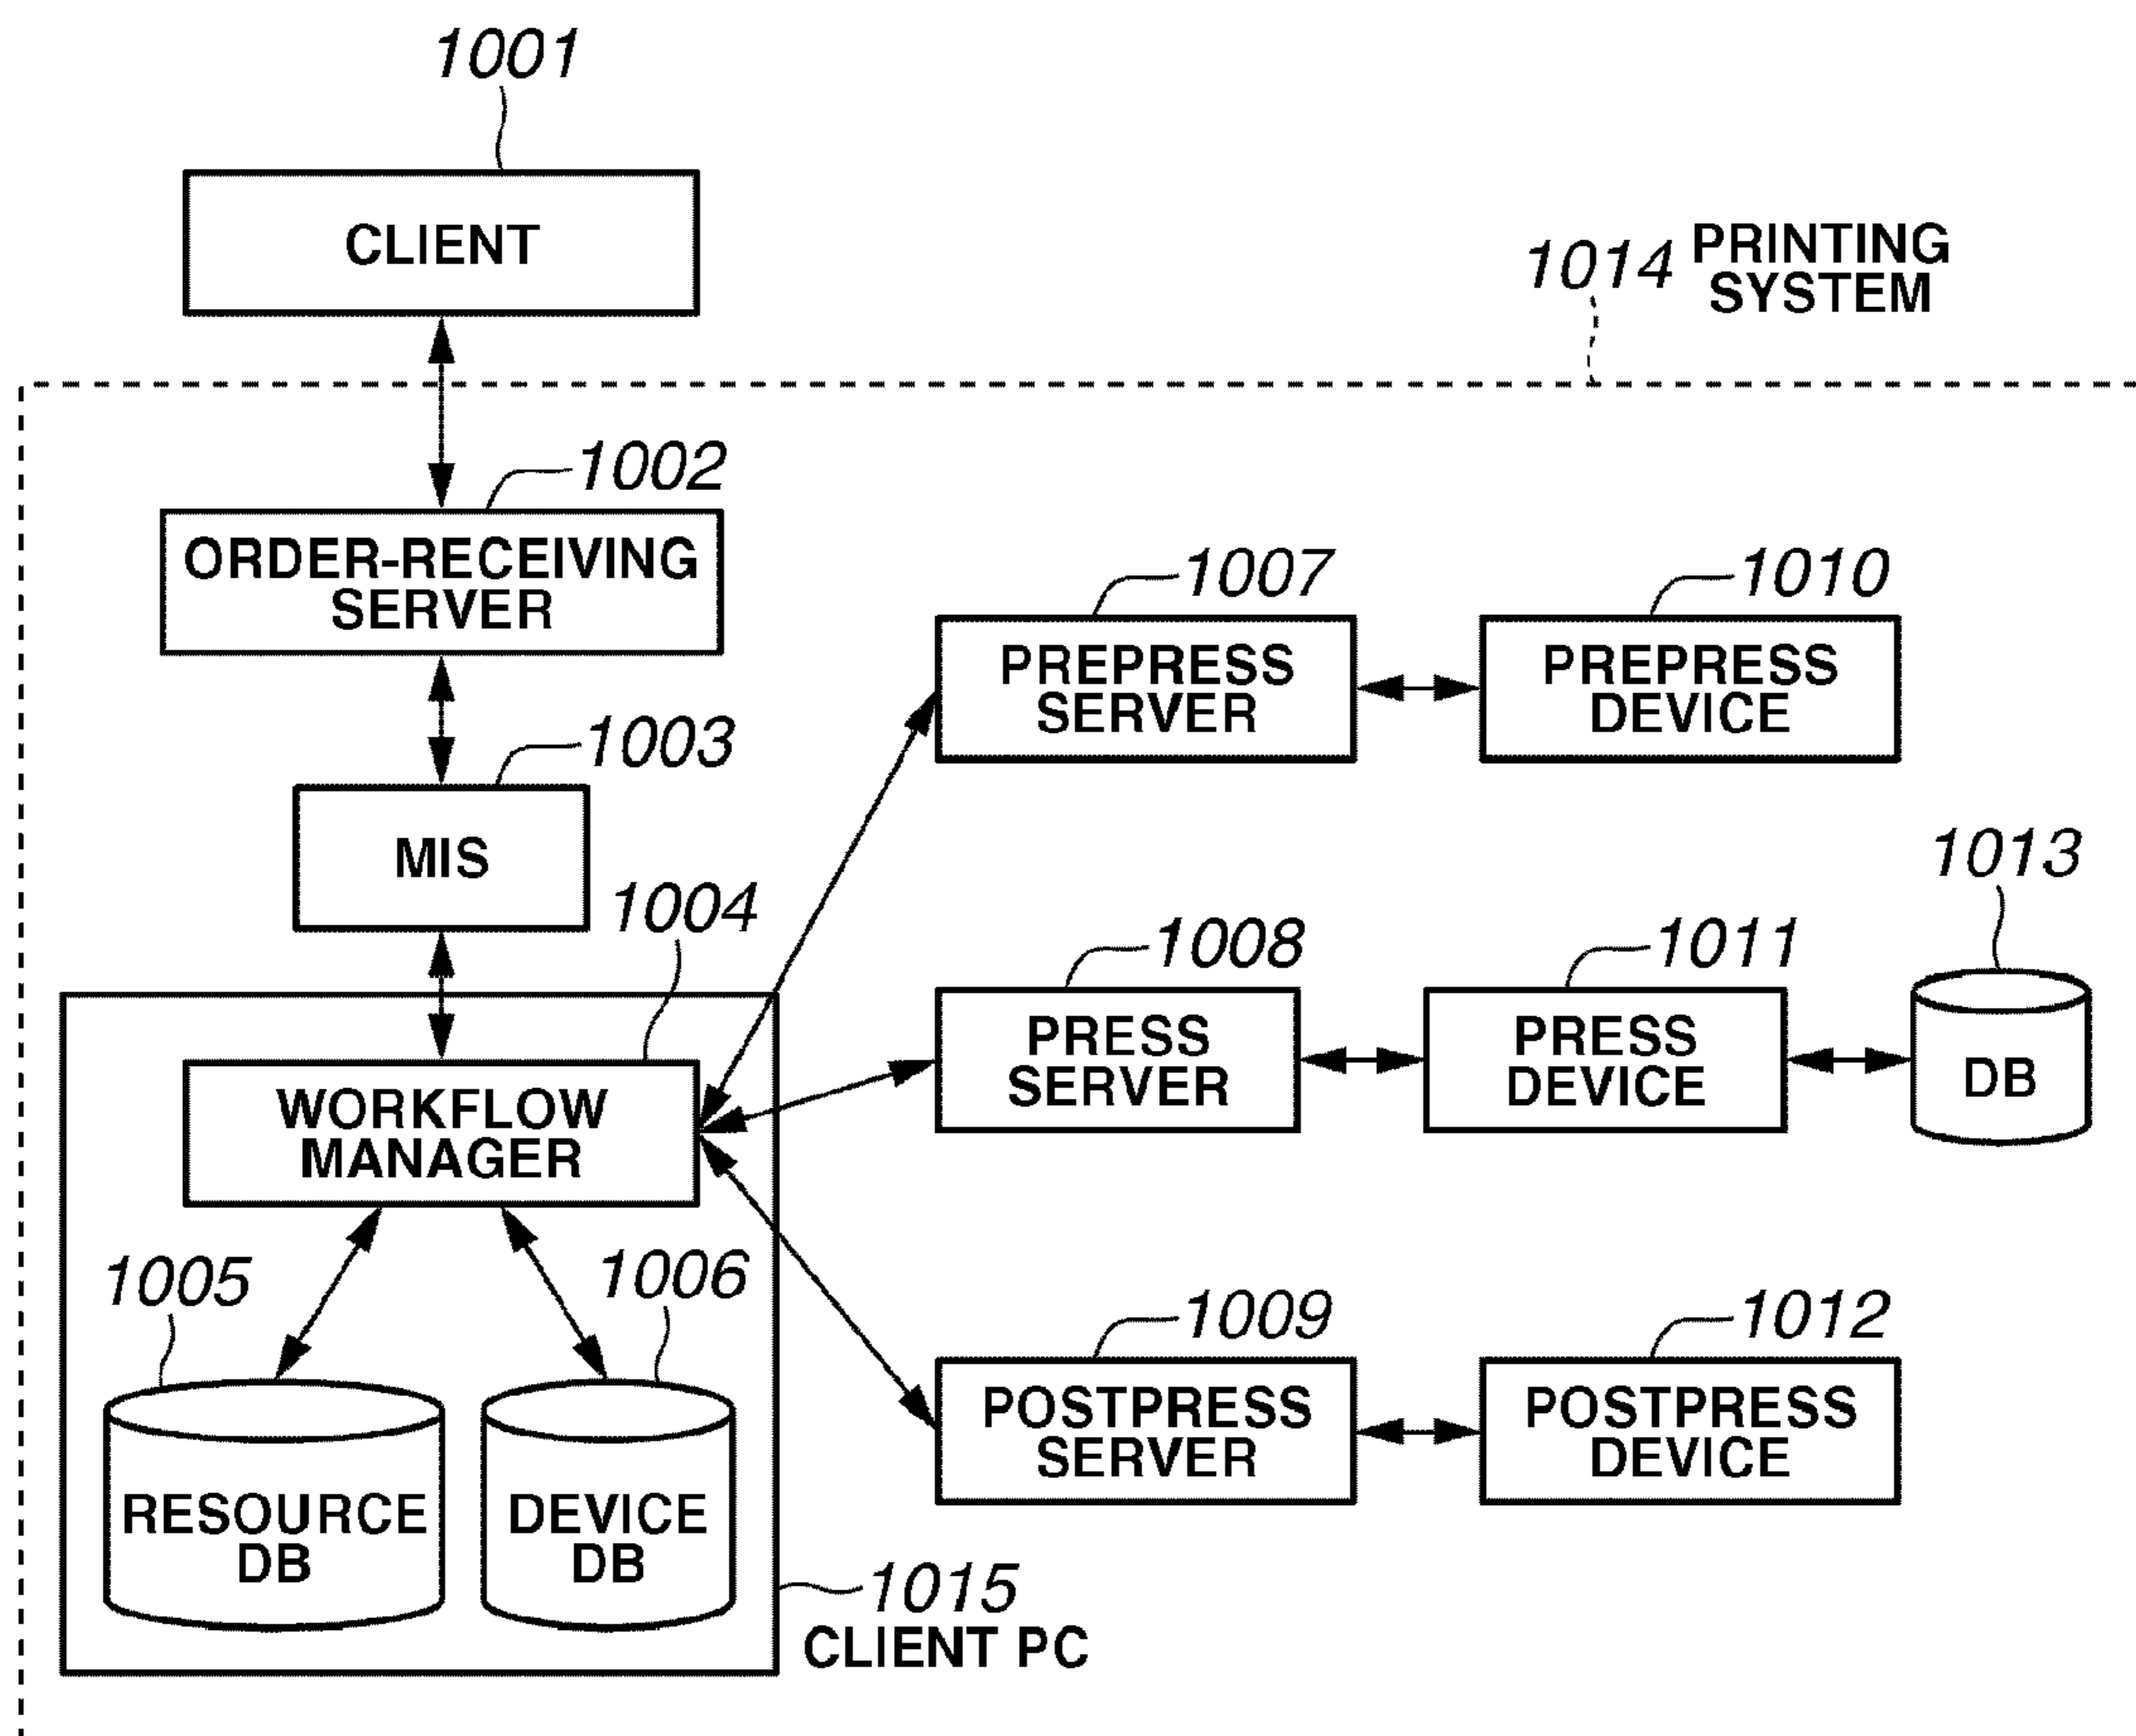 1001
CLIENT
1014 PRINTING
SYSTEM
1002
ORDER-RECEIVING
SERVER
1003
MIS
1004
WORKFLOW
MANAGER
1005
1006
RESOURCE
DB
DEVICE
DB
1015
CLIENT PC
1007
PREPRESS
SERVER
1010
PREPRESS
DEVICE
1008
PRESS
SERVER
1011
PRESS
DEVICE
1013
DB
1009
POSTPRESS
SERVER
1012
POSTPRESS
DEVICE